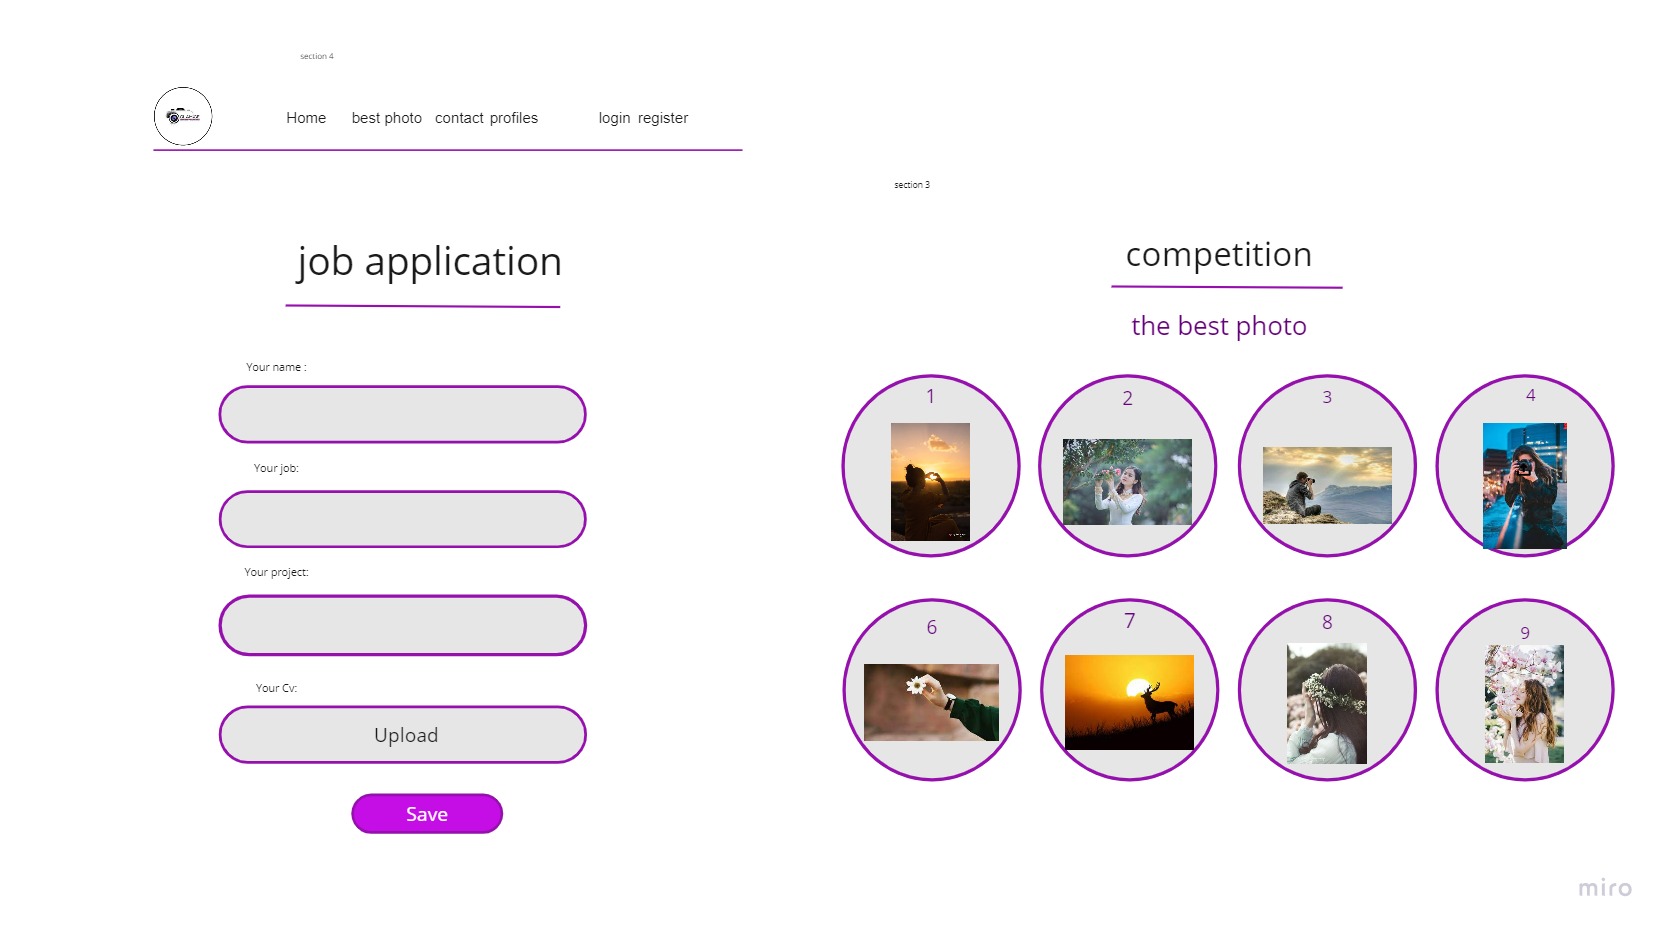 section 4
Home best photo contact profiles login register
job application
Your name :
Your job:
Your project:
Your Cv:
Upload
Save
section 3
competition
the best photo
1 2 3 4
6 7 8 9
miro